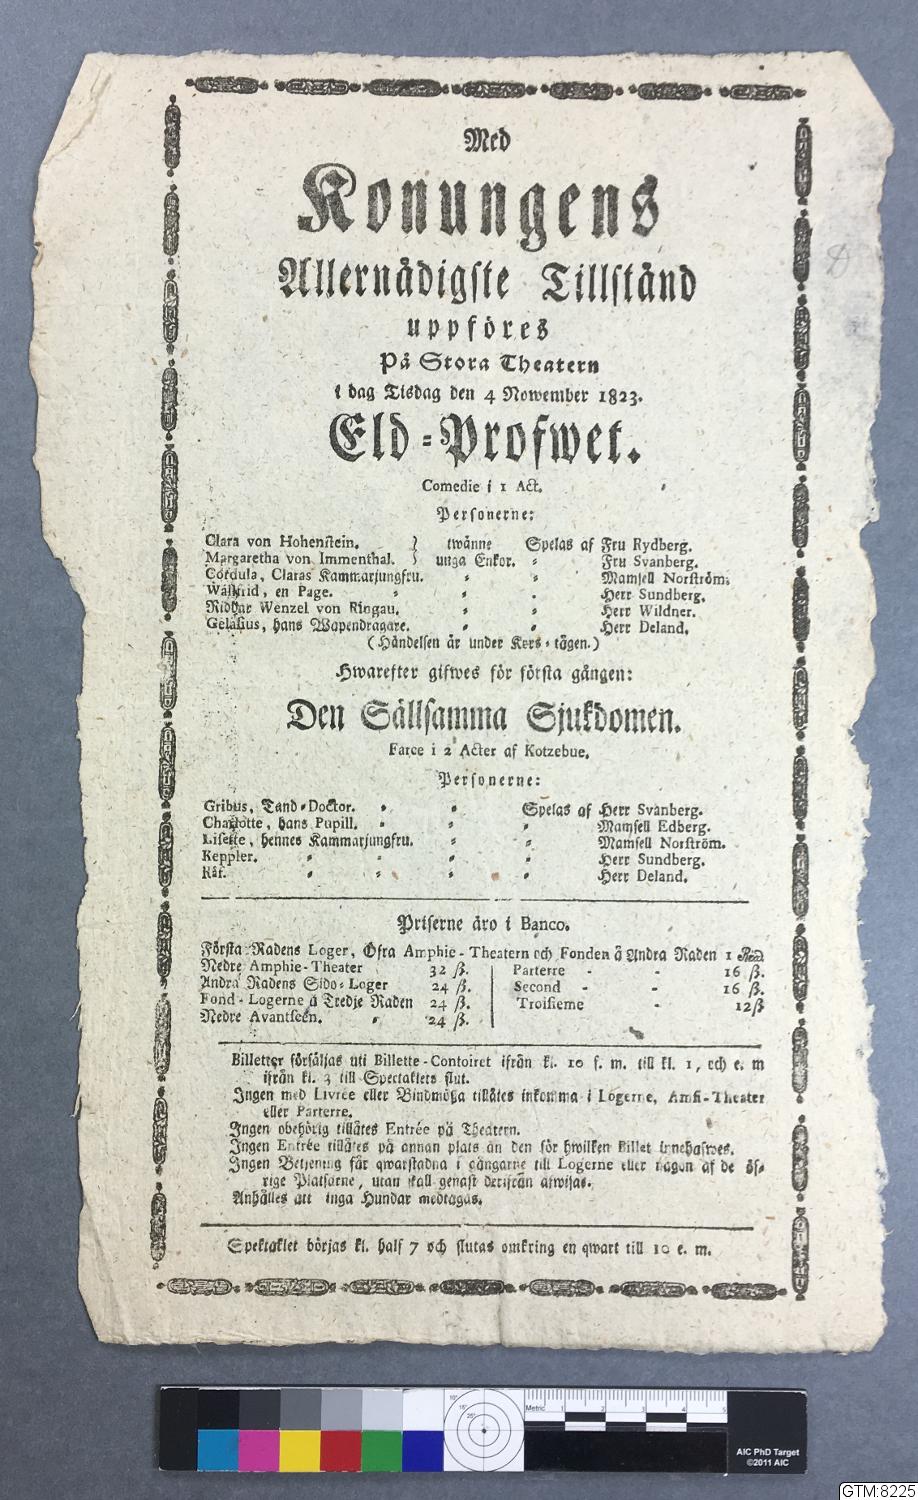 Med
Konungens
Allernådigste Tillstånd
uppföres
På Stora Theatern
i dag Tisdag den 4 November 1823.
Eld-Profwet.
Comedie i 1 Act.
Personerne:
Clara von Hohenstein. } twänne Spelas af Fru Rydberg.
Margaretha von Immenthal. } unga Enkor. - Fru Svanberg.
Cordula, Claras Kammarjungfru. - - Mamsell Norström.
en Page. - - - Herr Sundberg.
Riddar Wenzel von Ringau. - - Herr Wildner.
Gelasius, hans Wapendragare. - - Herr Deland.
(Händelsen är under Kors-tågen.)
Hwarefter gifwes för första gången:
Den Sällsamma Sjukdomen.
Farce i 2 Acter af Kotzebue.
Personerne:
Gribus, Tand-Doctor. - - Spelas af Herr Svanberg.
Charlotte, hans Pupill. - - - Mamsell Edberg.
Lisette, hennes Kammarjungfru. - - Mamsell Norström.
Keppler. - - - - Herr Sundberg.
Räf. - - - - Herr Deland.
Priserne äro i Banco.
Första Radens Loger, Öfra Amphie-Theatern och Fonden å Andra Raden 1 Rdr
Nedre Amphie-Theater 32 ß. Parterre - - 16 ß.
Andra Radens Sido-Loger 24 ß. Second - - 16 ß.
Fond-Logerne å Tredje Raden 24 ß. Troisieme - 12 ß
Nedre Avantscen. - 24 ß.
Billetter försäljas uti Billette-Contoiret ifrån kl. 10 f. m. till kl. 1, och e. m
ifrån kl. 3 till Spectaklets slut.
Ingen med Livrée eller Bindmößa tillåtes inkomma i Logerne, Amfi-Theater
eller Parterre.
Ingen obehörig tillåtes Entrée på Theatern.
Ingen Entrée tillåtes på annan plats än den för hwilken Billet innehafwes.
Ingen Betjening får qwarstadna i gångarne till Logerne eller någon af de öf-
rige Platsarne, utan skall genast derifrån afwisas.
Anhålles att inga Hundar medtagas.
Spektaklet börjas kl. half 7 och slutas omkring en qwart till 10 e. m.
Metric 1 2 3 4 5
AIC PhD Target
©2011 AIC
GTM:8225